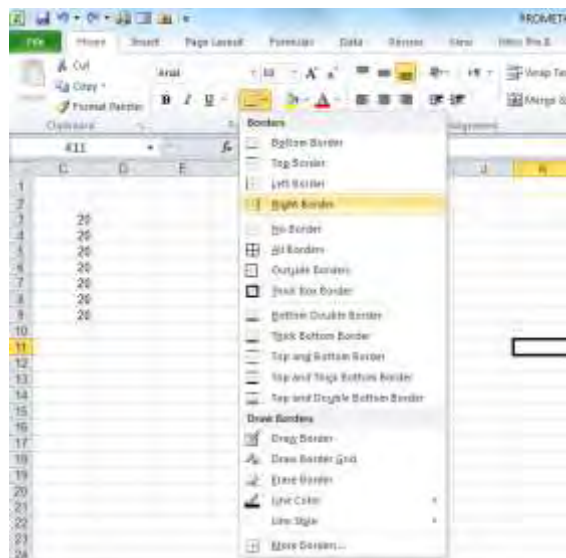 PROMET
File Home Insert Page Layout Formulas Data Review View
Cut
Copy
Format Painter
Arial
10
A A
B I U
A
Wrap Te
Merge &
Clipboard
K11
fx
C D E J K
Borders
Bottom Border
Top Border
Left Border
Right Border
No Border
All Borders
Outside Borders
Thick Box Border
Bottom Double Border
Thick Bottom Border
Top and Bottom Border
Top and Thick Bottom Border
Top and Double Bottom Border
Draw Borders
Draw Border
Draw Border Grid
Erase Border
Line Color
Line Style
More Borders...
1
2
3 20
4 20
5 20
6 20
7 20
8 20
9 20
10
11
12
13
14
15
16
17
18
19
20
21
22
23
24